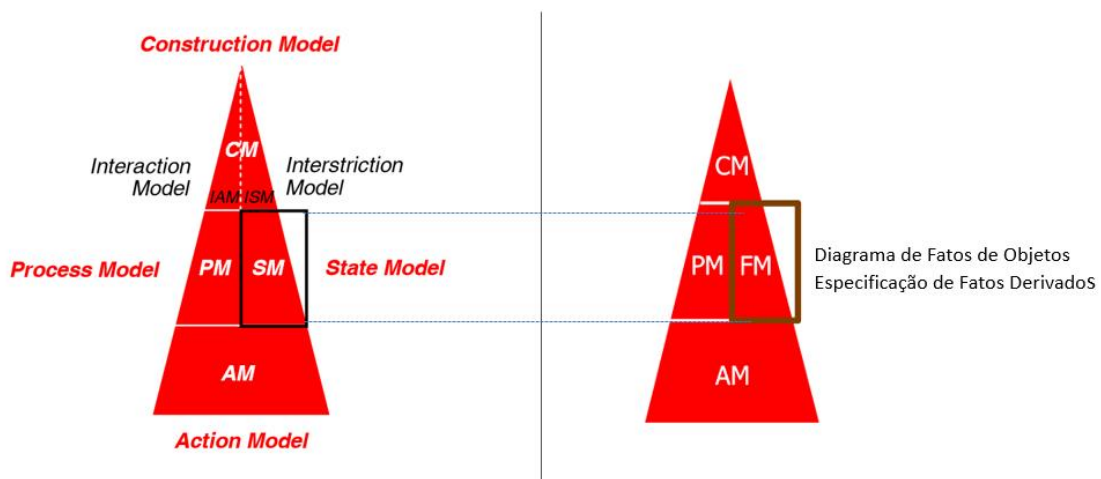 Construction Model
CM
Interaction
Model
Interstriction
Model
IAM ISM
Process Model
PM
SM
State Model
AM
Action Model
CM
PM
FM
Diagrama de Fatos de Objetos
Especificação de Fatos DerivadoS
AM